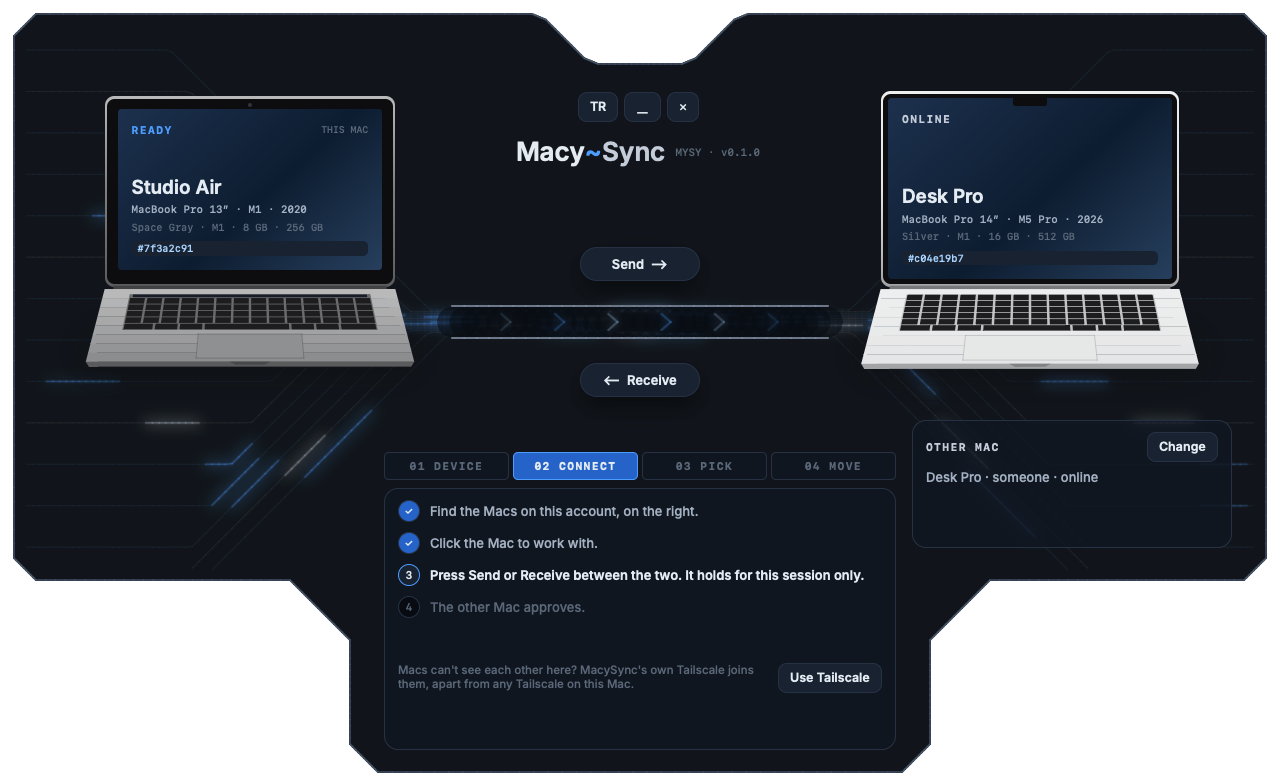 TR
_
×
Macy~Sync MYSY · v0.1.0
READY
THIS MAC
Studio Air
MacBook Pro 13″ · M1 · 2020
Space Gray · M1 · 8 GB · 256 GB
#7f3a2c91
ONLINE
Desk Pro
MacBook Pro 14″ · M5 Pro · 2026
Silver · M1 · 16 GB · 512 GB
#c04e19b7
Send →
← Receive
01 DEVICE
02 CONNECT
03 PICK
04 MOVE
Find the Macs on this account, on the right.
Click the Mac to work with.
3 Press Send or Receive between the two. It holds for this session only.
4 The other Mac approves.
Macs can't see each other here? MacySync's own Tailscale joins
them, apart from any Tailscale on this Mac.
Use Tailscale
OTHER MAC
Change
Desk Pro · someone · online